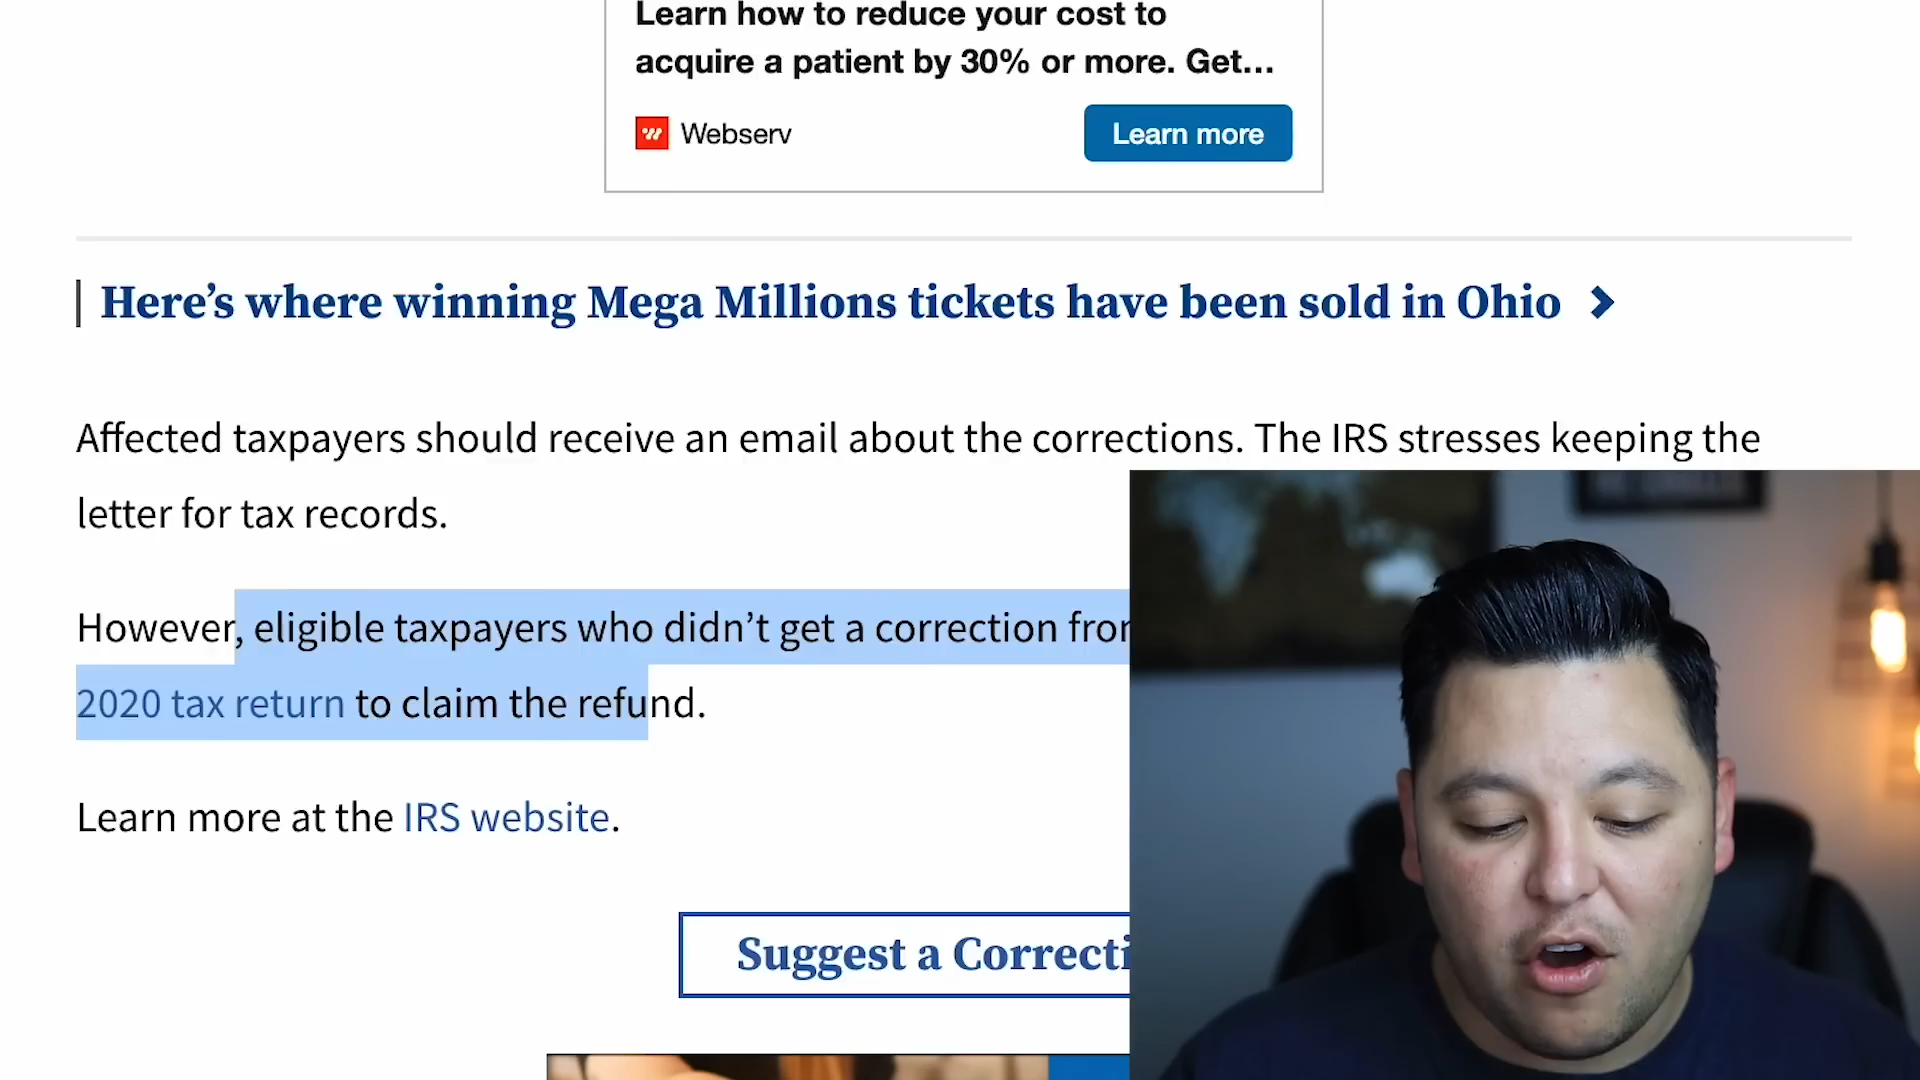 Learn how to reduce your cost to
acquire a patient by 30% or more. Get...
Webserv
Learn more
Here's where winning Mega Millions tickets have been sold in Ohio
Affected taxpayers should receive an email about the corrections. The IRS stresses keeping the
letter for tax records.
However, eligible taxpayers who didn't get a correction
2020 tax return to claim the refund.
Learn more at the IRS website.
Suggest a